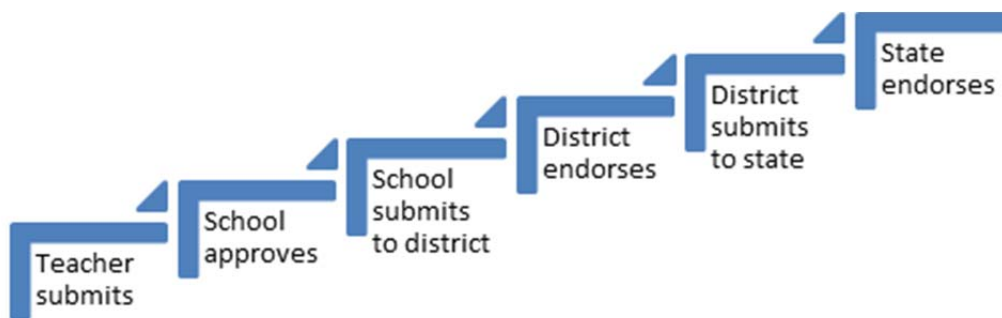 Teacher
submits
School
approves
School
submits
to district
District
endorses
District
submits
to state
State
endorses